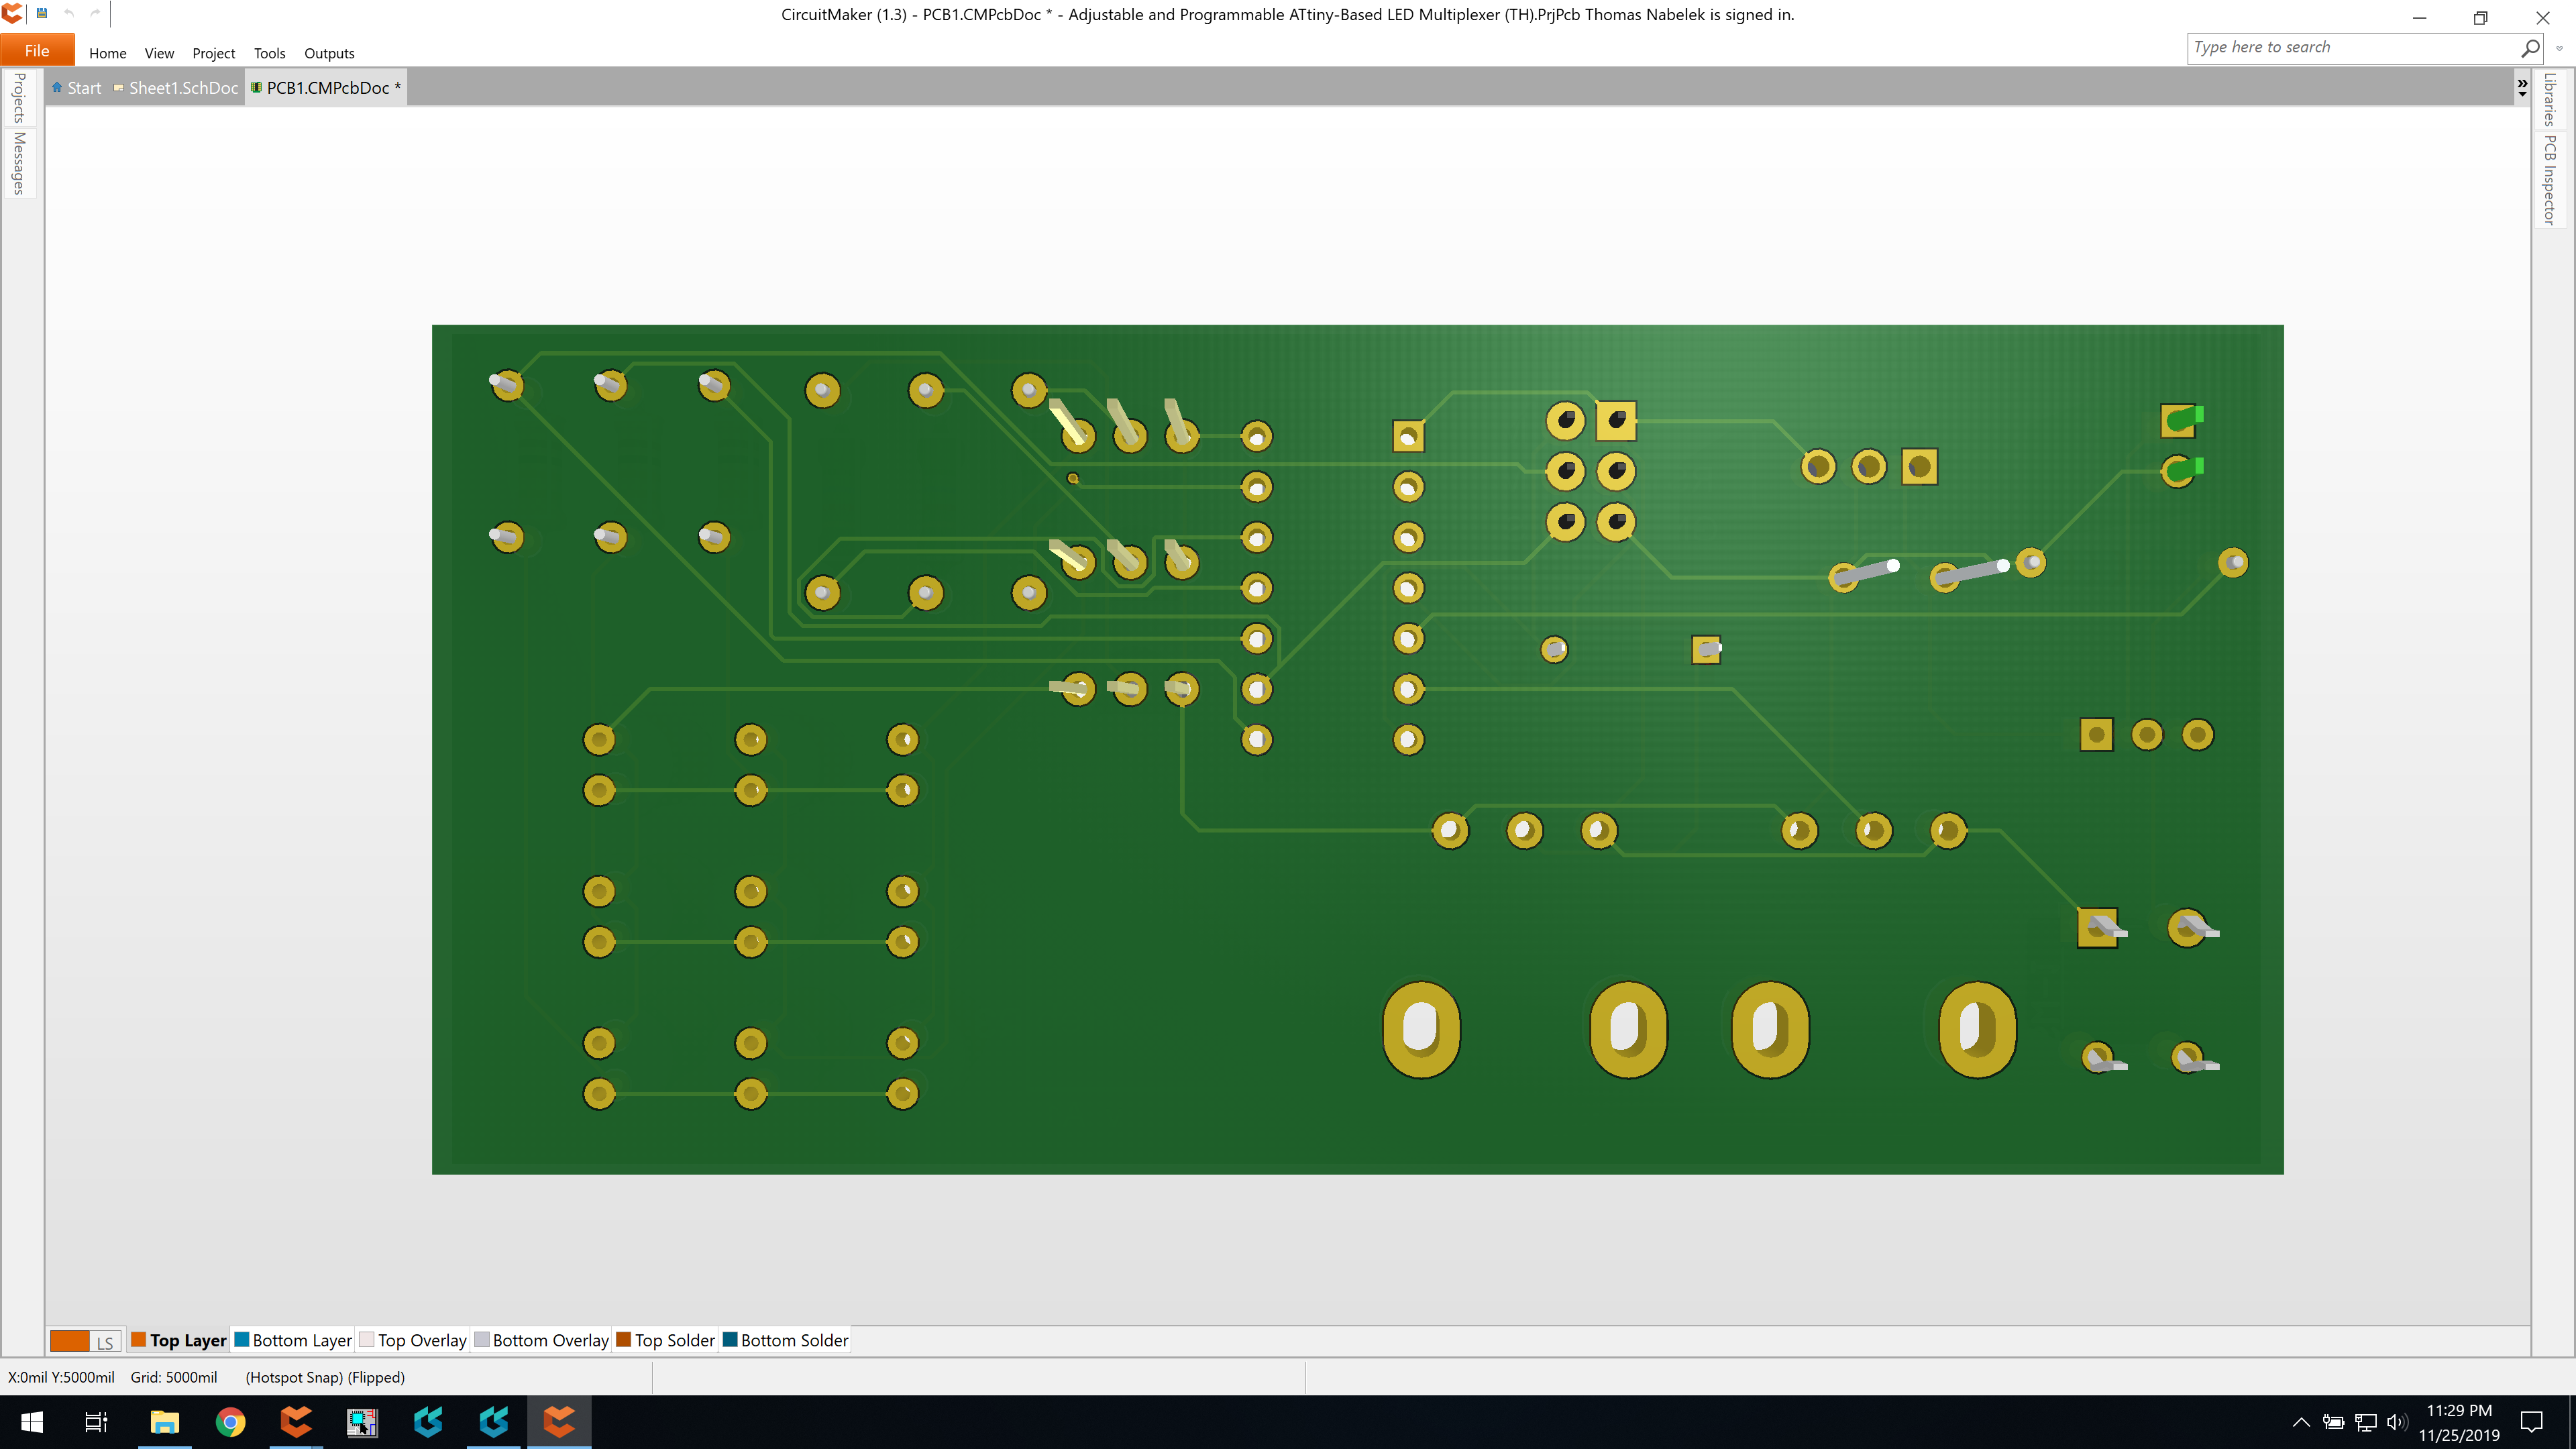 CircuitMaker (1.3) - PCB1.CMPcbDoc * - Adjustable and Programmable ATtiny-Based LED Multiplexer (TH).PrjPcb Thomas Nabelek is signed in.
File Home View Project Tools Outputs
Type here to search
Start Sheet1.SchDoc PCB1.CMPcbDoc *
Projects
Messages
Libraries
PCB Inspector
LS Top Layer Bottom Layer Top Overlay Bottom Overlay Top Solder Bottom Solder
X:0mil Y:5000mil Grid: 5000mil (Hotspot Snap) (Flipped)
11:29 PM
11/25/2019